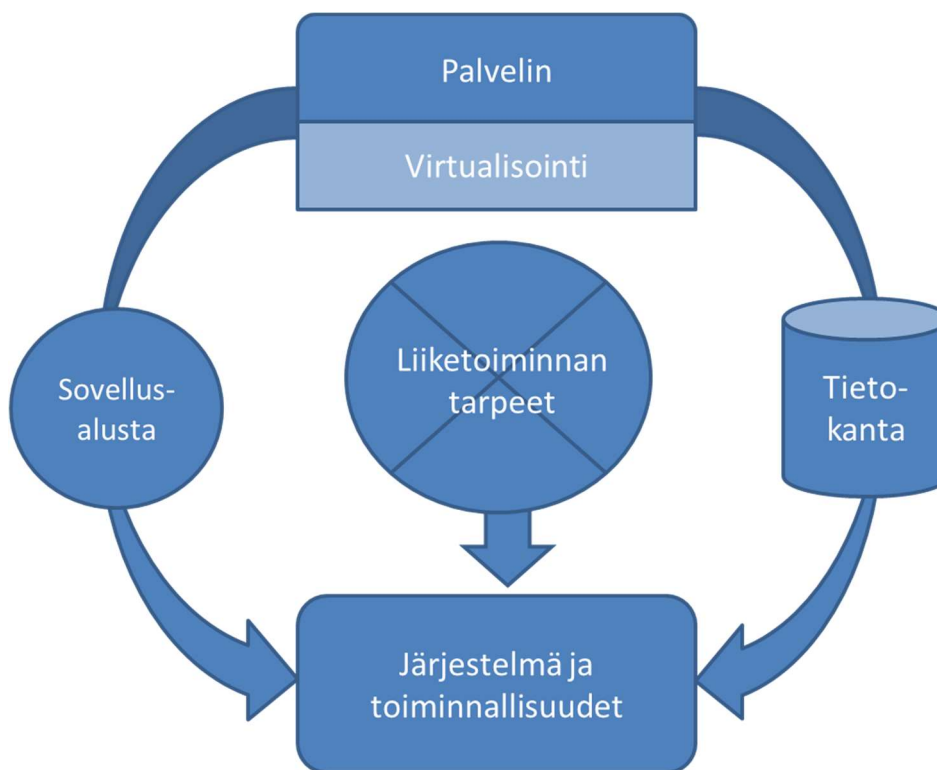 Palvelin
Virtualisointi
Liiketoiminnan
tarpeet
Sovellus-
alusta
Tieto-
kanta
Järjestelmä ja
toiminnallisuudet